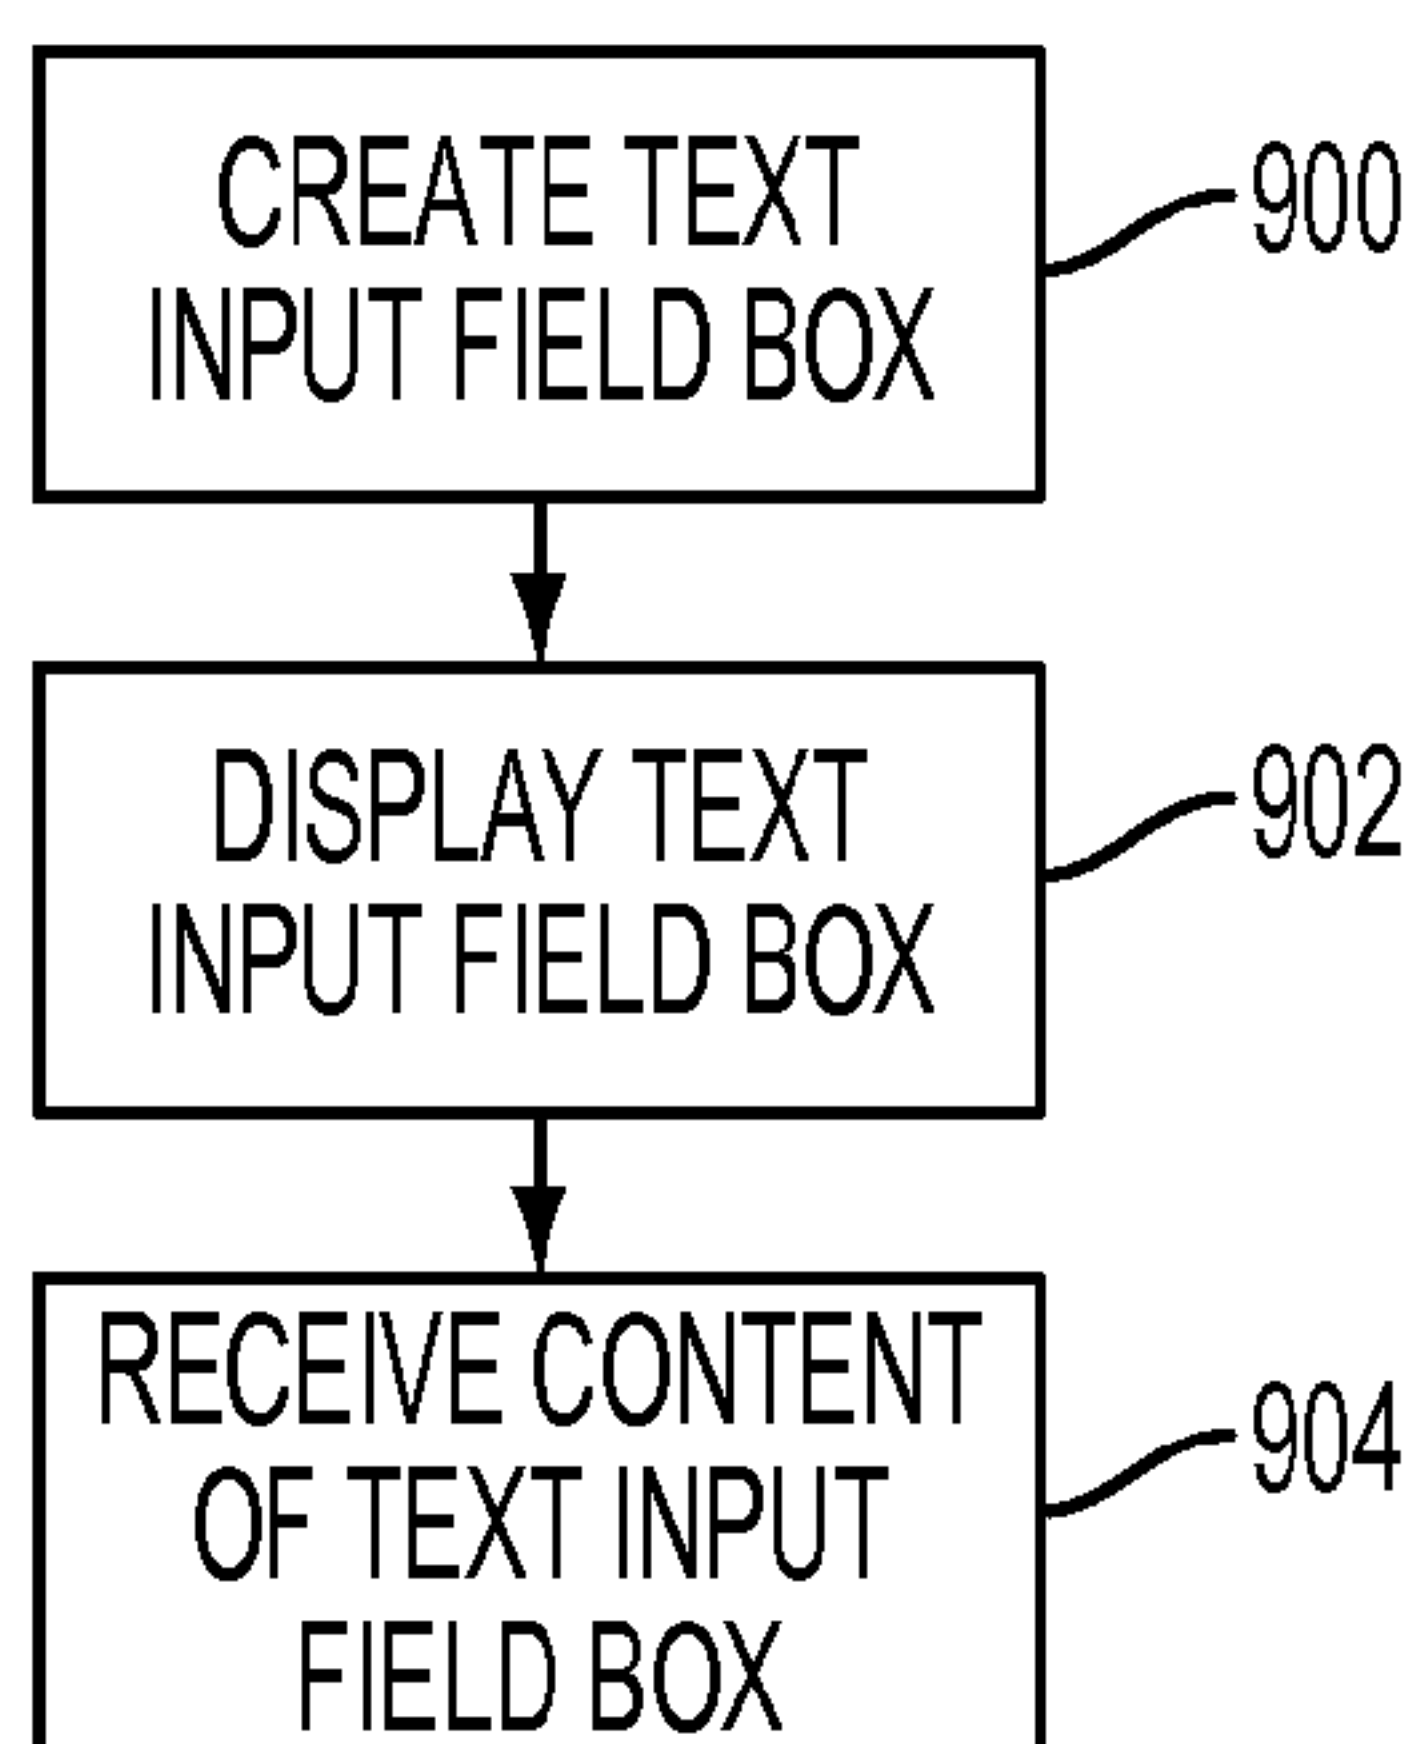 CREATE TEXT
INPUT FIELD BOX
900
DISPLAY TEXT
INPUT FIELD BOX
902
RECEIVE CONTENT
OF TEXT INPUT
FIELD BOX
904